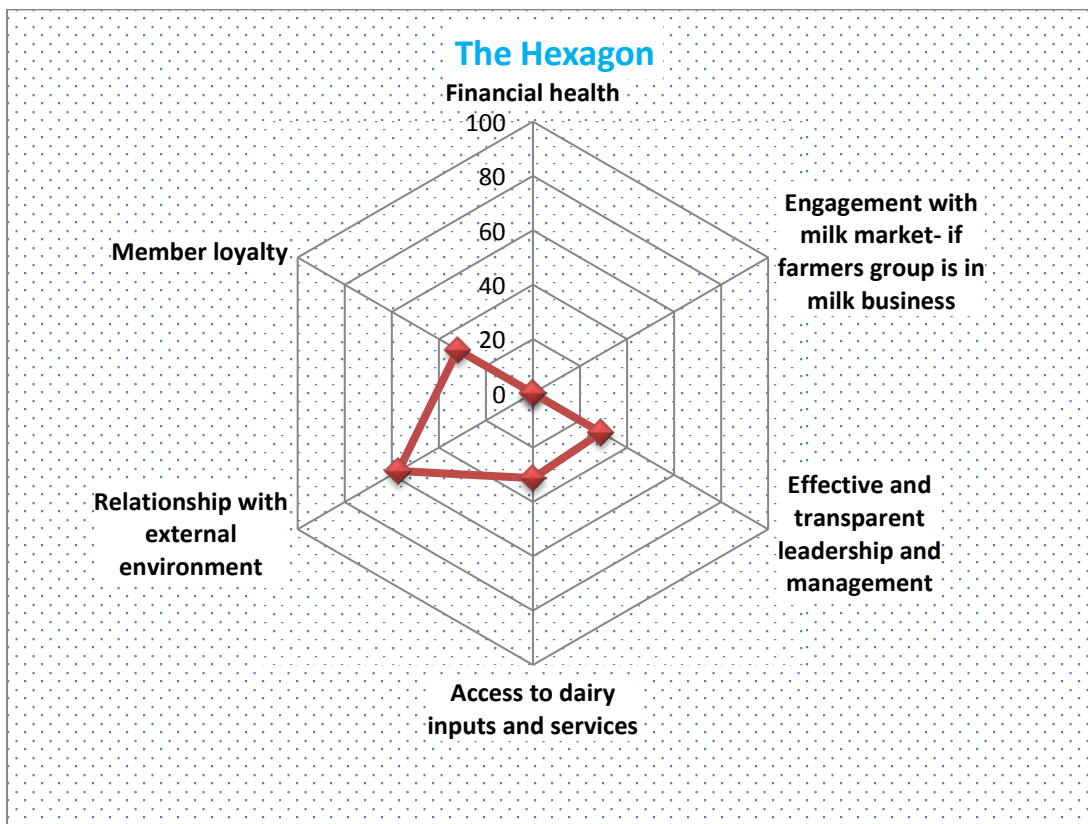 The Hexagon
Financial health
100
80
60
40
20
0
Engagement with
milk market- if
farmers group is in
milk business
Effective and
transparent
leadership and
management
Access to dairy
inputs and services
Relationship with
external
environment
Member loyalty